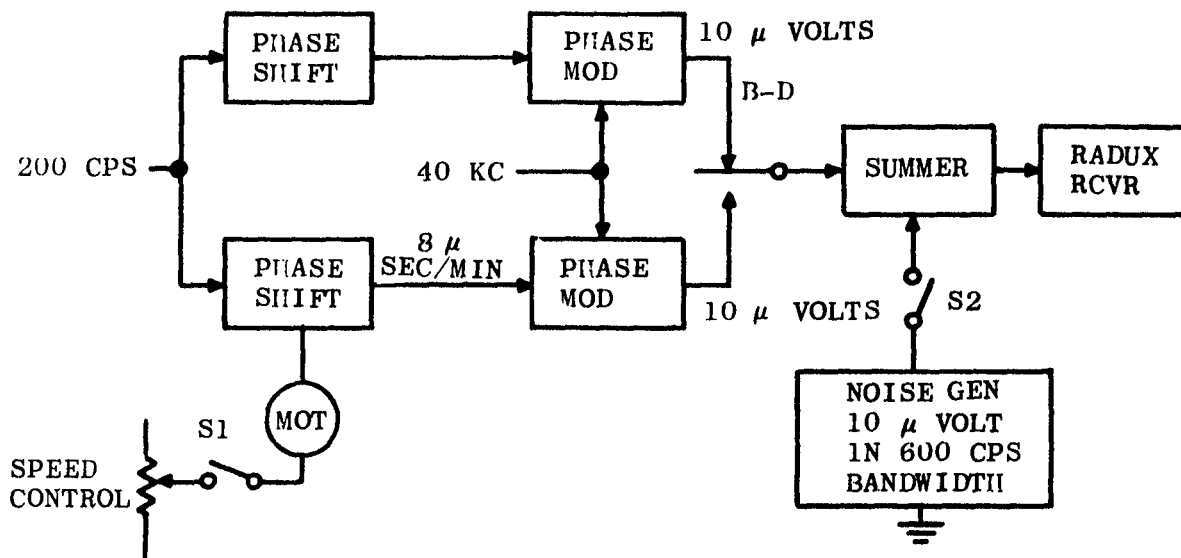 PHASE
SHIFT
PHASE
MOD
10 μ VOLTS
B-D
200 CPS
40 KC
SUMMER
RADUX
RCVR
PHASE
SHIFT
8 μ
SEC/MIN
PHASE
MOD
10 μ VOLTS
S2
MOT
S1
SPEED
CONTROL
NOISE GEN
10 μ VOLT
1N 600 CPS
BANDWIDTH